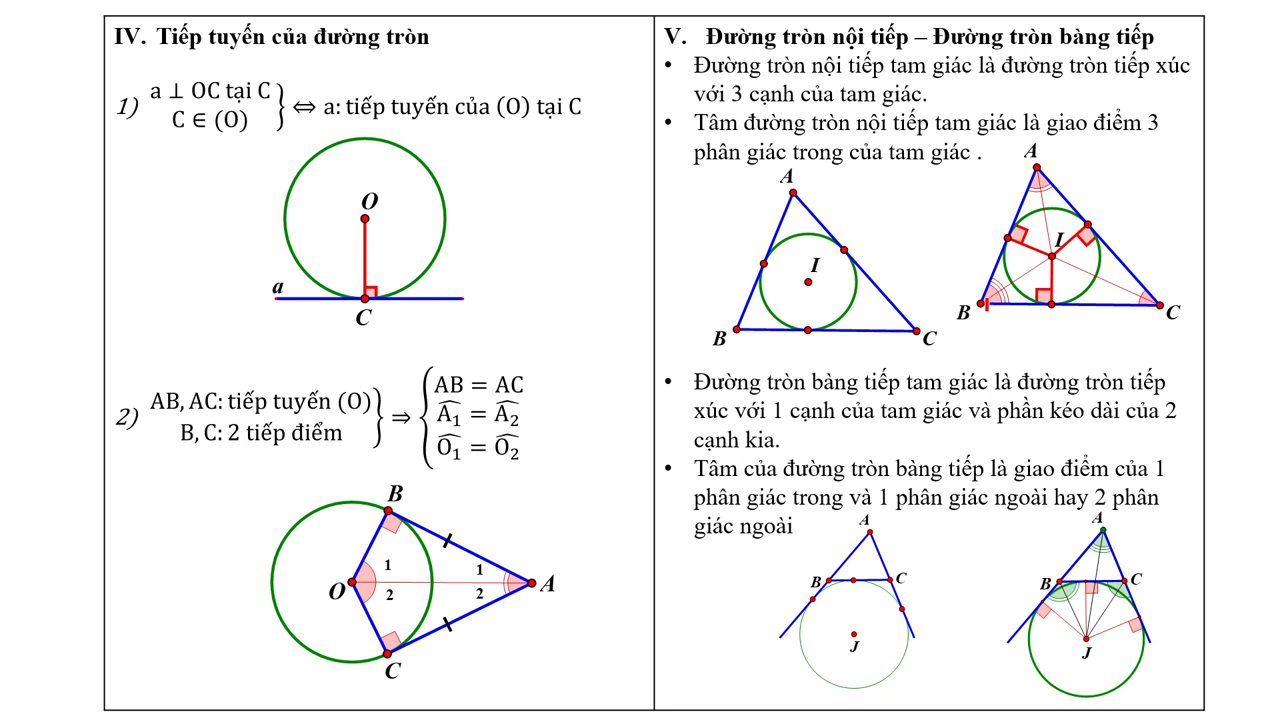 IV. Tiếp tuyến của đường tròn
1) a ⊥ OC tại C
C ∈ (O)
} ⇔ a: tiếp tuyến của (O) tại C
O
a
C
2) AB, AC: tiếp tuyến (O)
B, C: 2 tiếp điểm
} ⇒ {
AB = AC
Â₁ = Â₂
Ô₁ = Ô₂
B
1
1
O
A
2
2
C
V. Đường tròn nội tiếp – Đường tròn bàng tiếp
• Đường tròn nội tiếp tam giác là đường tròn tiếp xúc
với 3 cạnh của tam giác.
• Tâm đường tròn nội tiếp tam giác là giao điểm 3
phân giác trong của tam giác .
A
I
B
C
A
I
B
C
• Đường tròn bàng tiếp tam giác là đường tròn tiếp
xúc với 1 cạnh của tam giác và phần kéo dài của 2
cạnh kia.
• Tâm của đường tròn bàng tiếp là giao điểm của 1
phân giác trong và 1 phân giác ngoài hay 2 phân
giác ngoài
A
B
C
J
A
B
C
J